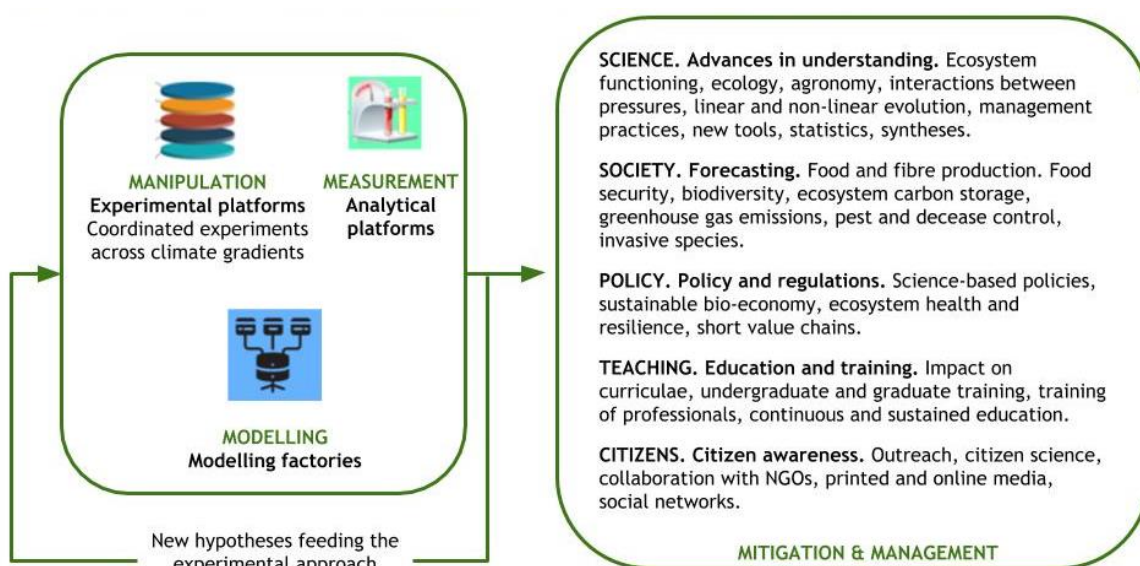 MANIPULATION
Experimental platforms
Coordinated experiments
across climate gradients
MEASUREMENT
Analytical
platforms
MODELLING
Modelling factories
New hypotheses feeding the
experimental approach
SCIENCE. Advances in understanding. Ecosystem
functioning, ecology, agronomy, interactions between
pressures, linear and non-linear evolution, management
practices, new tools, statistics, syntheses.
SOCIETY. Forecasting. Food and fibre production. Food
security, biodiversity, ecosystem carbon storage,
greenhouse gas emissions, pest and decease control,
invasive species.
POLICY. Policy and regulations. Science-based policies,
sustainable bio-economy, ecosystem health and
resilience, short value chains.
TEACHING. Education and training. Impact on
curriculae, undergraduate and graduate training, training
of professionals, continuous and sustained education.
CITIZENS. Citizen awareness. Outreach, citizen science,
collaboration with NGOs, printed and online media,
social networks.
MITIGATION & MANAGEMENT